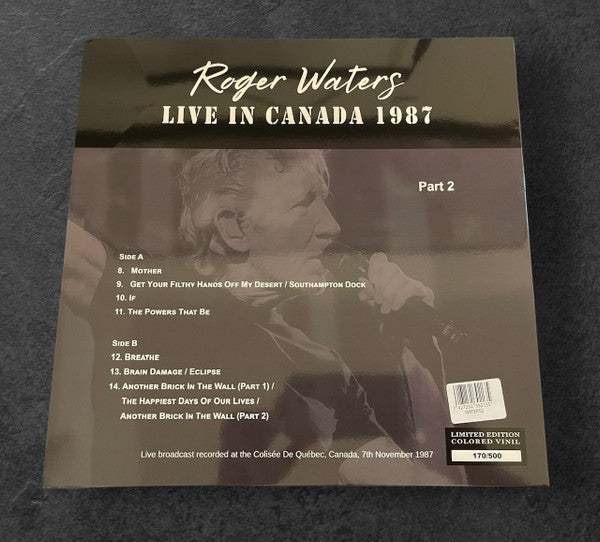 Roger Waters
LIVE IN CANADA 1987
Part 2
SIDE A
8. MOTHER
9. GET YOUR FILTHY HANDS OFF MY DESERT / SOUTHAMPTON DOCK
10. IF
11. THE POWERS THAT BE
SIDE B
12. BREATHE
13. BRAIN DAMAGE / ECLIPSE
14. ANOTHER BRICK IN THE WALL (PART 1) /
THE HAPPIEST DAYS OF OUR LIVES /
ANOTHER BRICK IN THE WALL (PART 2)
LIMITED EDITION
COLORED VINYL
170/500
Live broadcast recorded at the Colisée De Québec, Canada, 7th November 1987